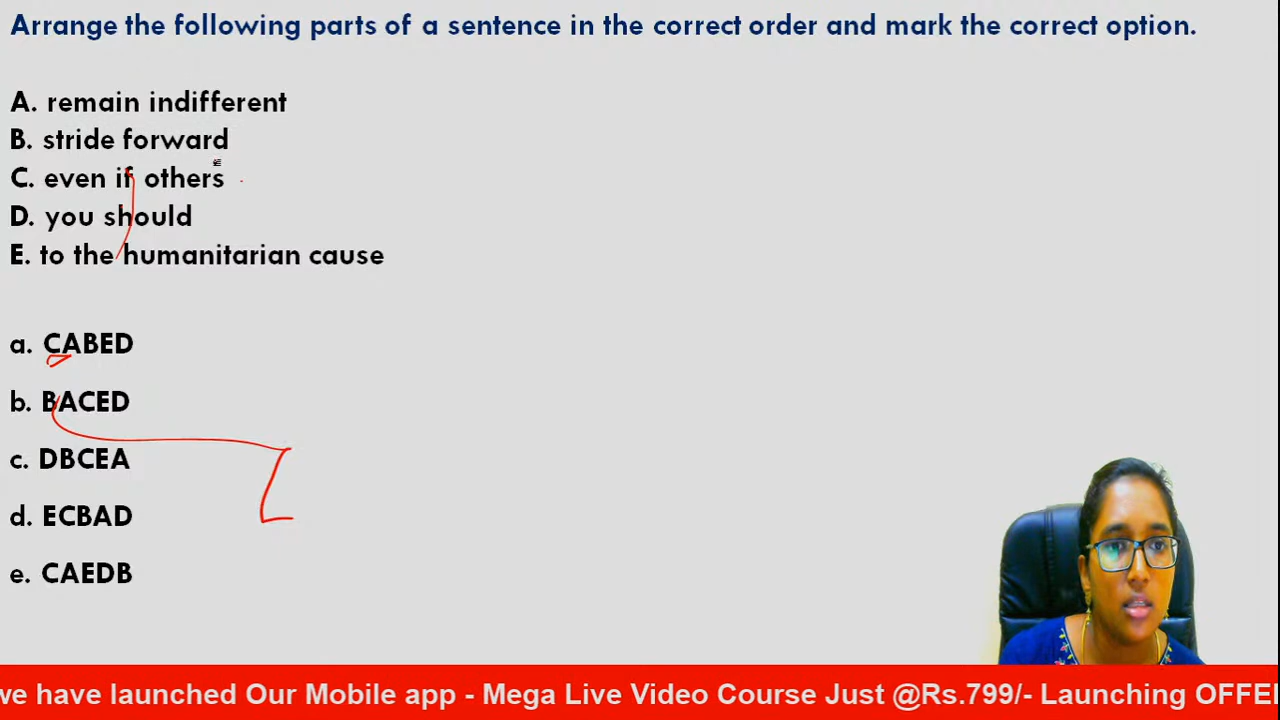 Arrange the following parts of a sentence in the correct order and mark the correct option.
A. remain indifferent
B. stride forward
C. even if others
D. you should
E. to the humanitarian cause
a. CABED
b. BACED
c. DBCEA
d. ECBAD
e. CAEDB
we have launched Our Mobile app - Mega Live Video Course Just @Rs.799/- Launching OFFE